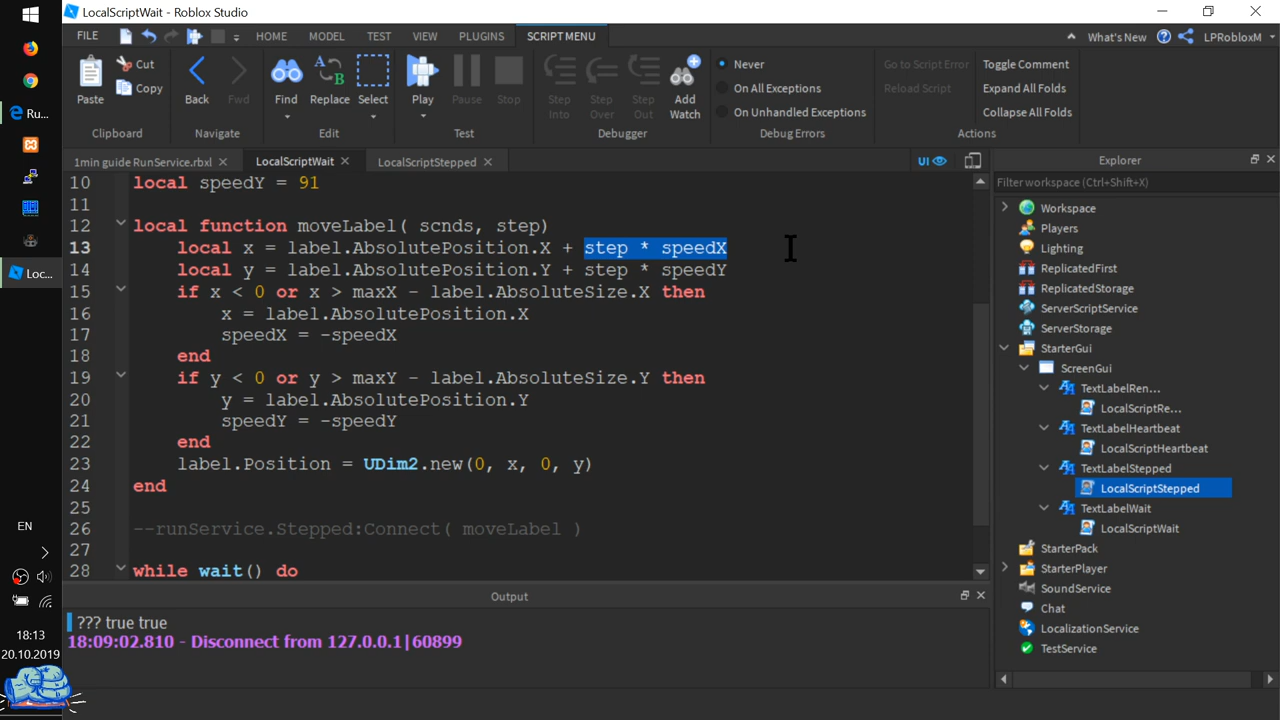 LocalScriptWait - Roblox Studio
FILE HOME MODEL TEST VIEW PLUGINS SCRIPT MENU What's New LPRobloxM
Paste Cut Copy Back Fwd Find Replace Select Play Pause Stop Step Into Step Over Step Out Add Watch
Never
On All Exceptions
On Unhandled Exceptions
Go to Script Error
Reload Script
Toggle Comment
Expand All Folds
Collapse All Folds
Clipboard Navigate Edit Test Debugger Debug Errors Actions
1min guide RunService.rbxl LocalScriptWait LocalScriptStepped UI
10 local speedY = 91
11
12 local function moveLabel( scnds, step)
13 local x = label.AbsolutePosition.X + step * speedX
14 local y = label.AbsolutePosition.Y + step * speedY
15 if x < 0 or x > maxX - label.AbsoluteSize.X then
16 x = label.AbsolutePosition.X
17 speedX = -speedX
18 end
19 if y < 0 or y > maxY - label.AbsoluteSize.Y then
20 y = label.AbsolutePosition.Y
21 speedY = -speedY
22 end
23 label.Position = UDim2.new(0, x, 0, y)
24 end
25
26 --runService.Stepped:Connect( moveLabel )
27
28 while wait() do
Output
??? true true
18:09:02.810 - Disconnect from 127.0.0.1|60899
Explorer
Filter workspace (Ctrl+Shift+X)
Workspace
Players
Lighting
ReplicatedFirst
ReplicatedStorage
ServerScriptService
ServerStorage
StarterGui
ScreenGui
TextLabelRen...
LocalScriptRe...
TextLabelHeartbeat
LocalScriptHeartbeat
TextLabelStepped
LocalScriptStepped
TextLabelWait
LocalScriptWait
StarterPack
StarterPlayer
SoundService
Chat
LocalizationService
TestService
Ru...
Loc...
EN
18:13
20.10.2019